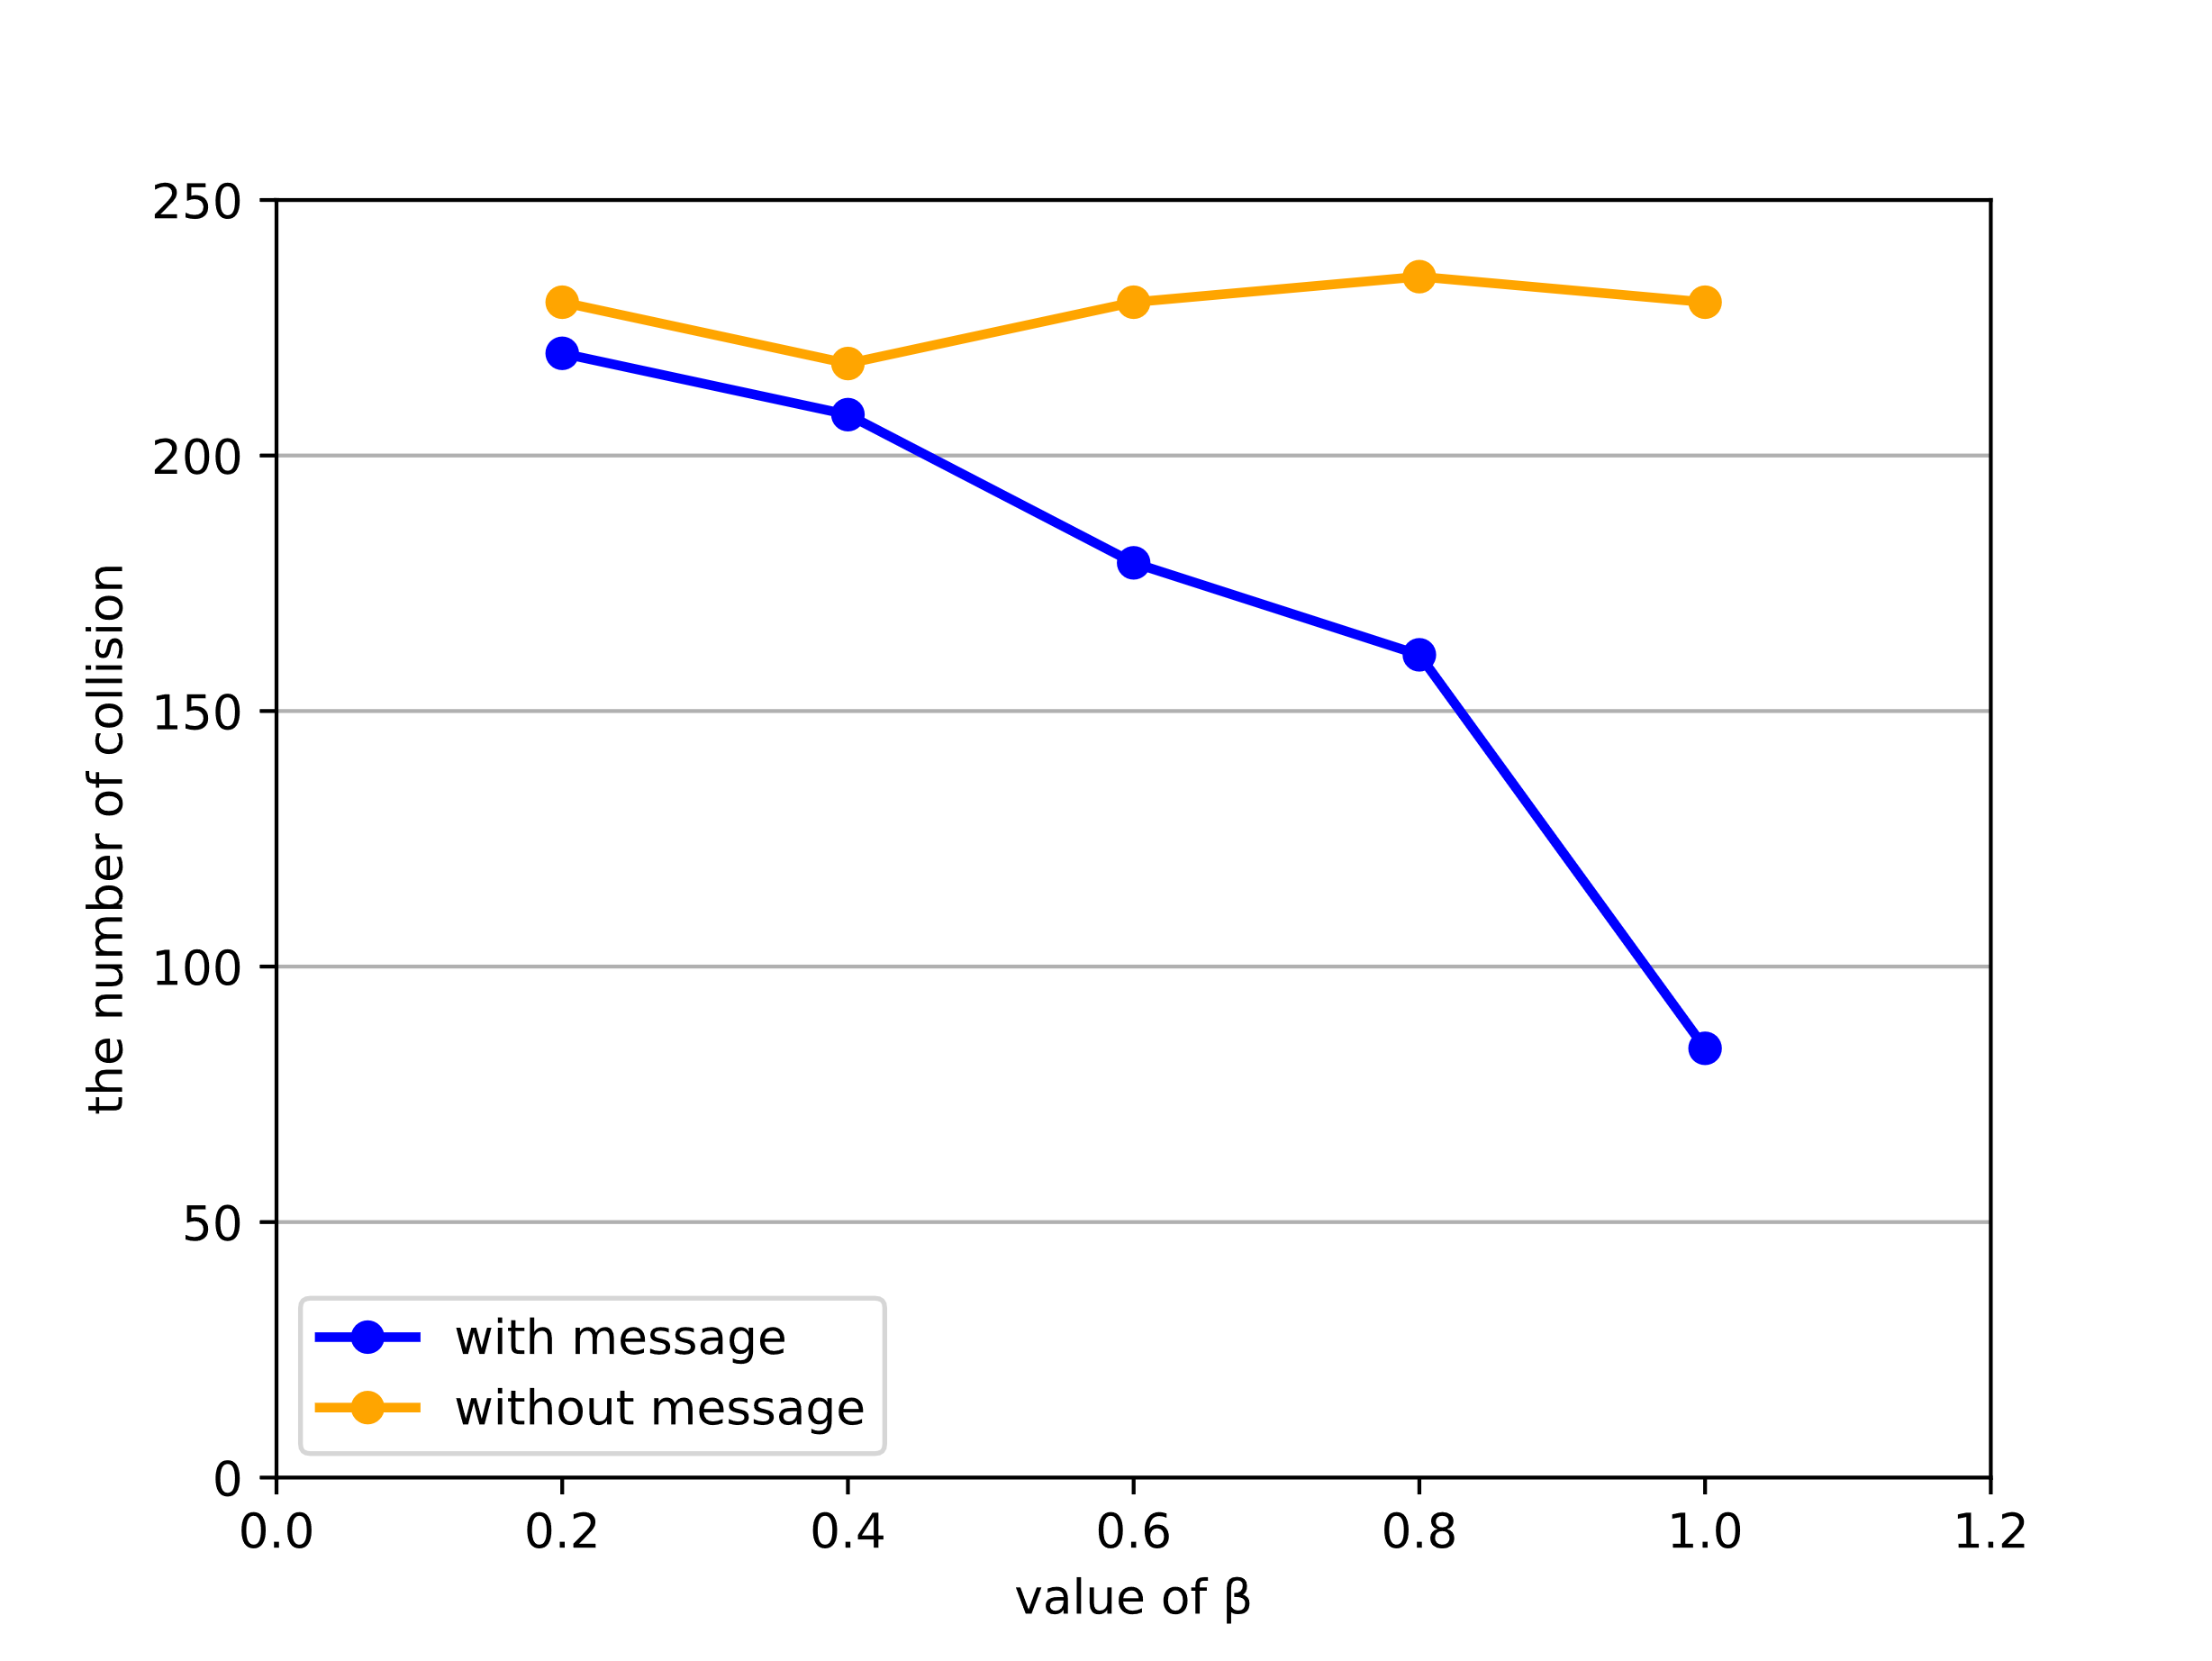 250
200
150
100
50
0
the number of collision
with message
without message
0.0 0.2 0.4 0.6 0.8 1.0 1.2
value of β